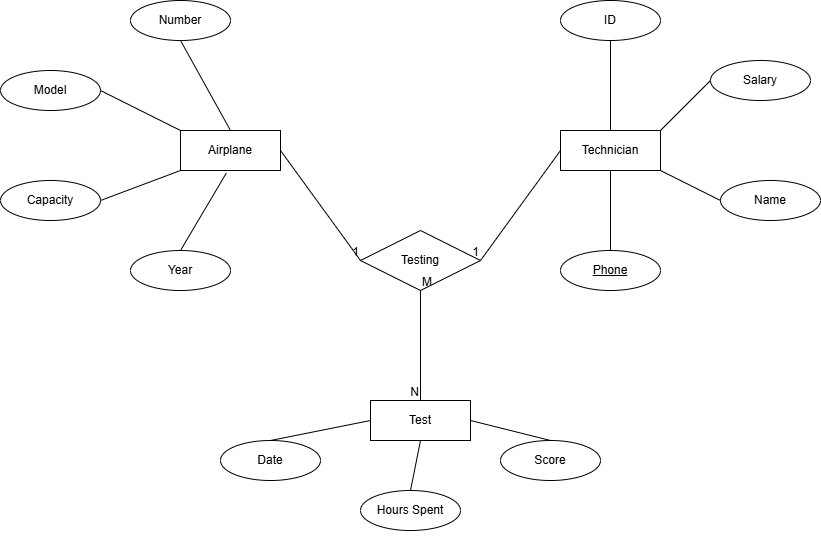 Number
ID
Model
Salary
Airplane
Technician
Capacity
Name
1
1
Testing
Year
Phone
M
N
Test
Date
Score
Hours Spent